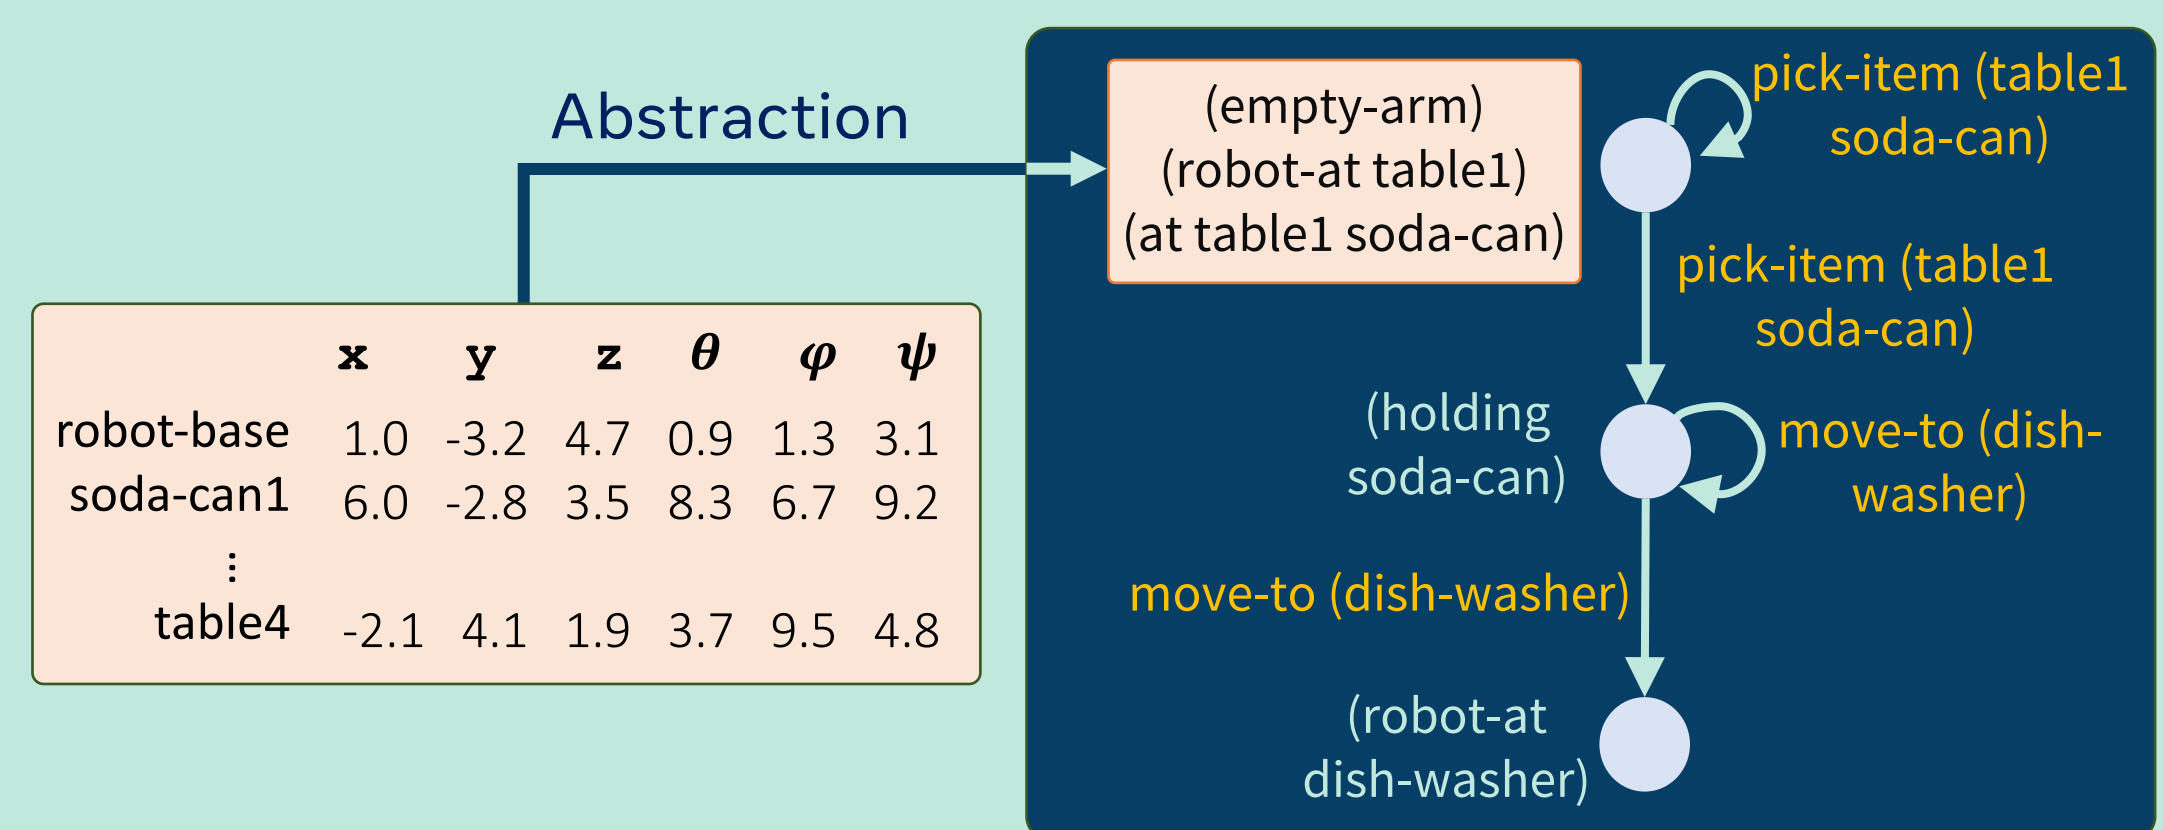 Abstraction
x y z θ φ ψ
robot-base 1.0 -3.2 4.7 0.9 1.3 3.1
soda-can1 6.0 -2.8 3.5 8.3 6.7 9.2
⋮
table4 -2.1 4.1 1.9 3.7 9.5 4.8
(empty-arm)
(robot-at table1)
(at table1 soda-can)
pick-item (table1
soda-can)
pick-item (table1
soda-can)
(holding
soda-can)
move-to (dish-
washer)
move-to (dish-washer)
(robot-at
dish-washer)